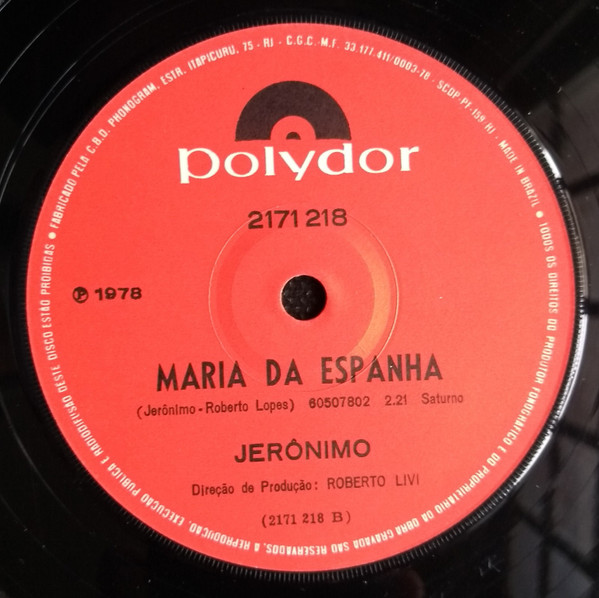 FABRICADO PELA C.B.D. PHONOGRAM, ESTR. ITAPICURU, 75 - RJ - C.G.C.-M.F. 33.177.411/0003-78 - SCDP-PF-159 RJ - MADE IN BRAZIL • TODOS OS DIREITOS DO PRODUTOR FONOGRÁFICO E DO PROPRIETÁRIO DA OBRA GRAVADA SÃO RESERVADOS. A REPRODUÇÃO, EXECUÇÃO PÚBLICA E RADIODIFUSÃO DESTE DISCO ESTÃO PROIBIDAS •
polydor
2171 218
℗ 1978
MARIA DA ESPANHA
(Jerônimo - Roberto Lopes) 60507802 2.21 Saturno
JERÔNIMO
Direção de Produção: ROBERTO LIVI
(2171 218 B)